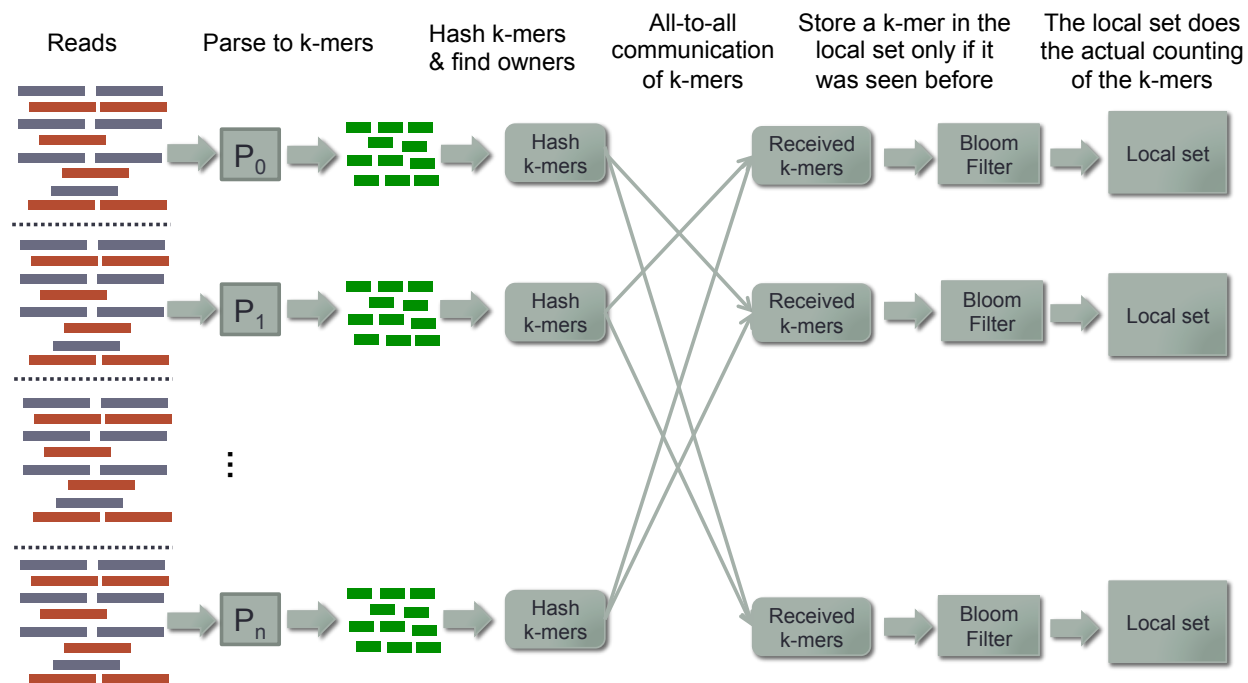 Reads
Parse to k-mers
Hash k-mers
& find owners
All-to-all
communication
of k-mers
Store a k-mer in the
local set only if it
was seen before
The local set does
the actual counting
of the k-mers
P0
Hash
k-mers
Received
k-mers
Bloom
Filter
Local set
P1
Hash
k-mers
Received
k-mers
Bloom
Filter
Local set
⋮
Pn
Hash
k-mers
Received
k-mers
Bloom
Filter
Local set